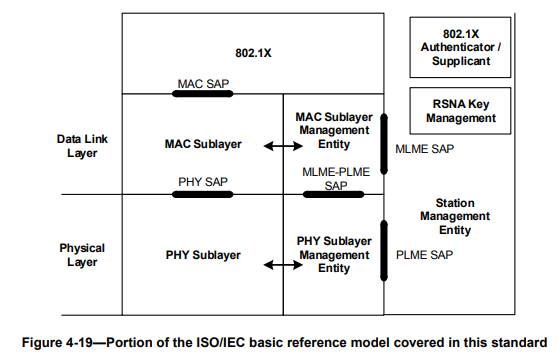 802.1X
802.1X
Authenticator /
Supplicant
MAC SAP
RSNA Key
Management
Data Link
Layer
MAC Sublayer
MAC Sublayer
Management
Entity
MLME SAP
PHY SAP
MLME-PLME
SAP
Station
Management
Entity
Physical
Layer
PHY Sublayer
PHY Sublayer
Management
Entity
PLME SAP
Figure 4-19—Portion of the ISO/IEC basic reference model covered in this standard